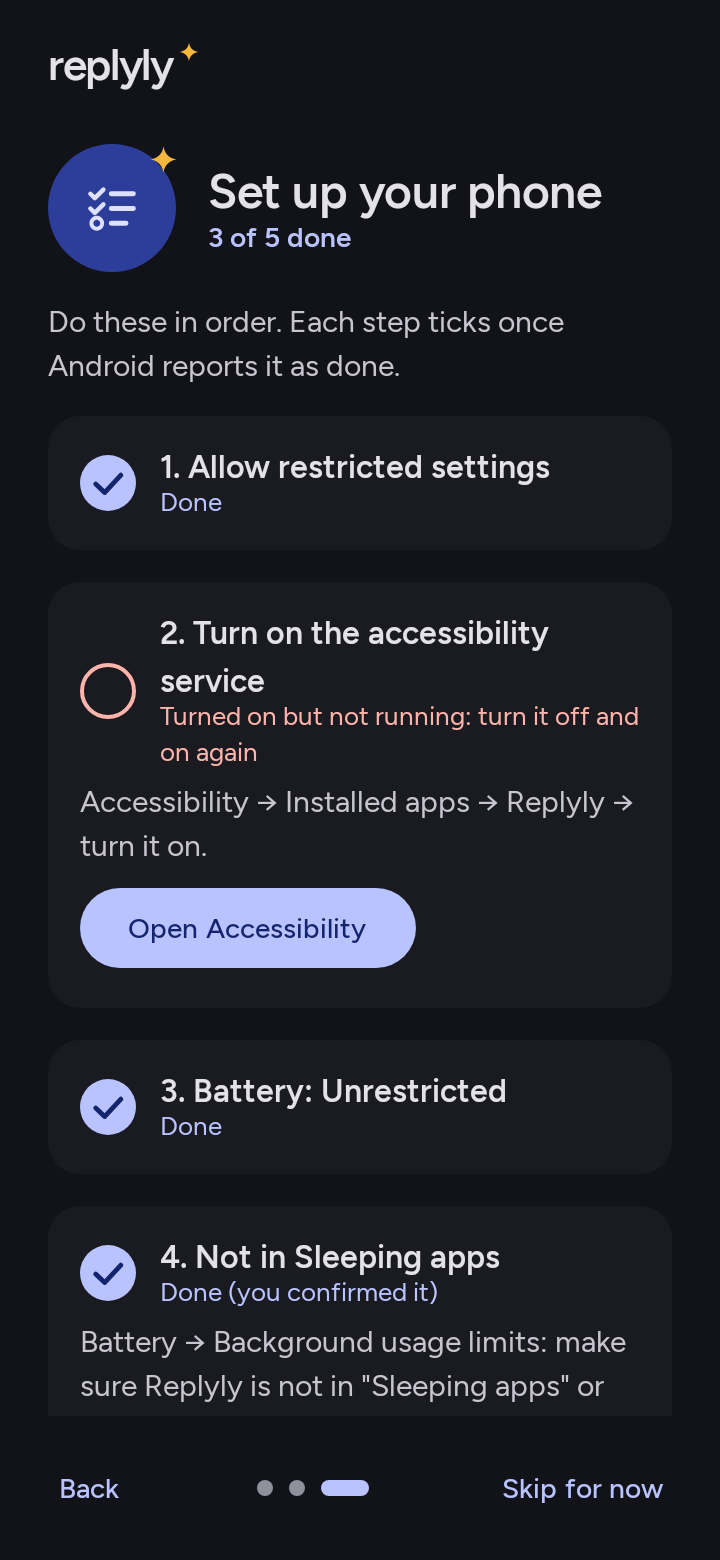 replyly
Set up your phone
3 of 5 done
Do these in order. Each step ticks once
Android reports it as done.
1. Allow restricted settings
Done
2. Turn on the accessibility
service
Turned on but not running: turn it off and
on again
Accessibility → Installed apps → Replyly →
turn it on.
Open Accessibility
3. Battery: Unrestricted
Done
4. Not in Sleeping apps
Done (you confirmed it)
Battery → Background usage limits: make
sure Replyly is not in "Sleeping apps" or
Back
Skip for now